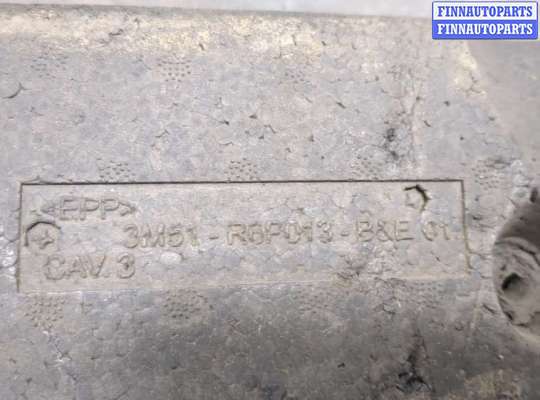 FINNAUTOPARTS
FINNAUTOPARTS
>EPP<
3M51 - R6P013 - B&E 01
CAV. 3